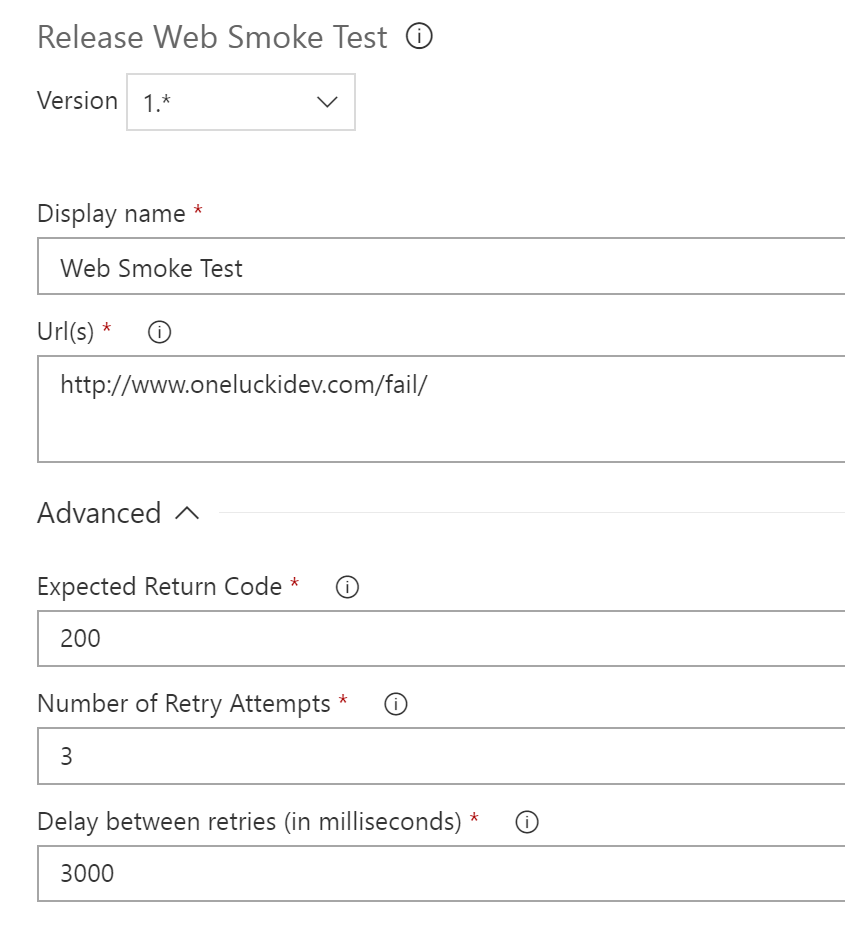 Release Web Smoke Test
Version 1.*
Display name *
Web Smoke Test
Url(s) *
http://www.oneluckidev.com/fail/
Advanced
Expected Return Code *
200
Number of Retry Attempts *
3
Delay between retries (in milliseconds) *
3000